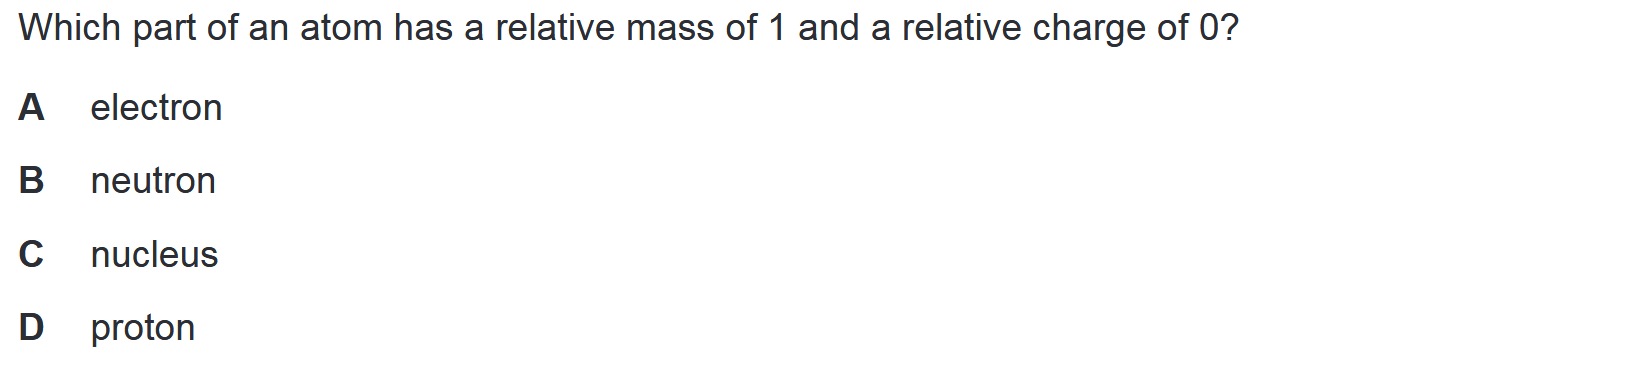 Which part of an atom has a relative mass of 1 and a relative charge of 0?
A electron
B neutron
C nucleus
D proton